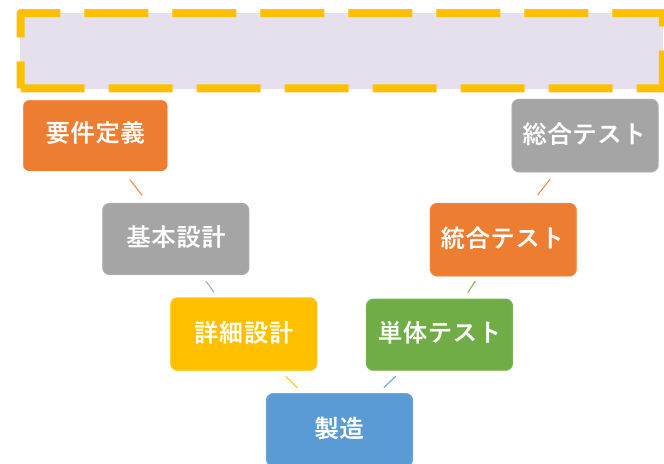 要件定義
総合テスト
基本設計
統合テスト
詳細設計
単体テスト
製造